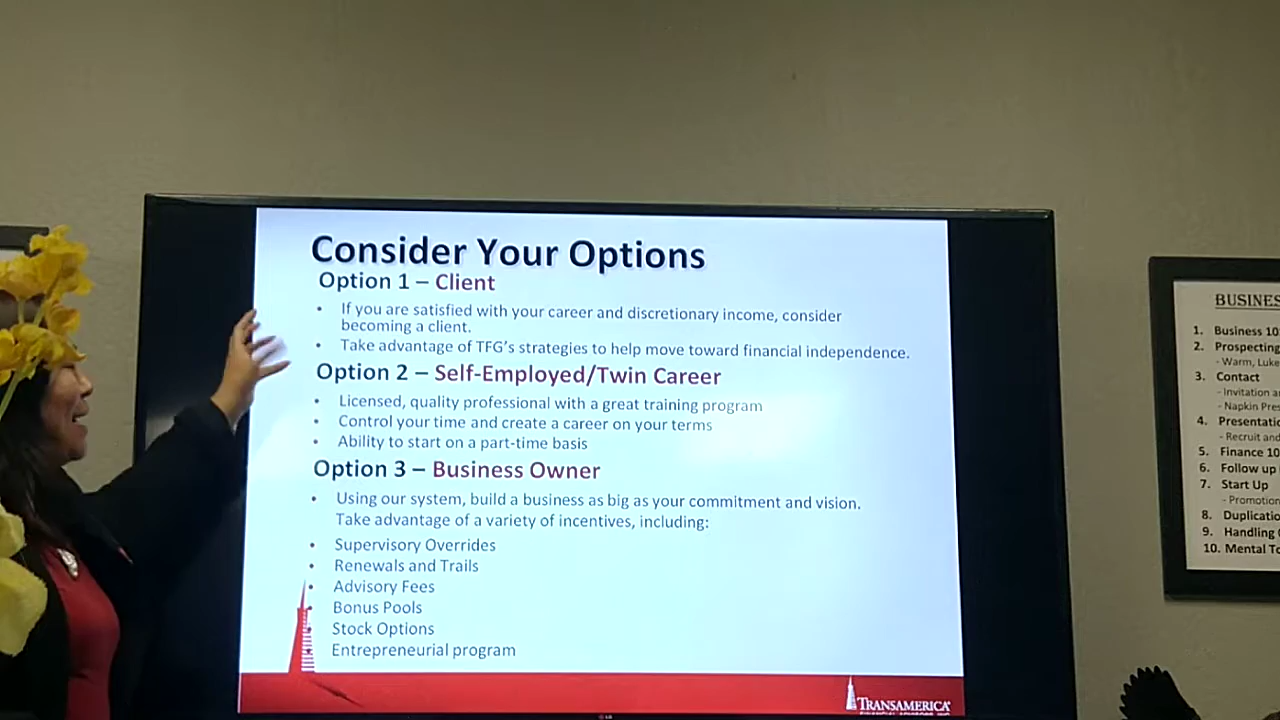 Consider Your Options
Option 1 – Client
• If you are satisfied with your career and discretionary income, consider
becoming a client.
• Take advantage of TFG's strategies to help move toward financial independence.
Option 2 – Self-Employed/Twin Career
• Licensed, quality professional with a great training program
• Control your time and create a career on your terms
• Ability to start on a part-time basis
Option 3 – Business Owner
• Using our system, build a business as big as your commitment and vision.
Take advantage of a variety of incentives, including:
• Supervisory Overrides
• Renewals and Trails
• Advisory Fees
• Bonus Pools
• Stock Options
• Entrepreneurial program
TRANSAMERICA
BUSINES
1. Business 10
2. Prospecting
- Warm, Luke
3. Contact
- Invitation a
- Napkin Pres
4. Presentatio
- Recruit and
5. Finance 10
6. Follow up
7. Start Up
- Promotion
8. Duplicatio
9. Handling
10. Mental To